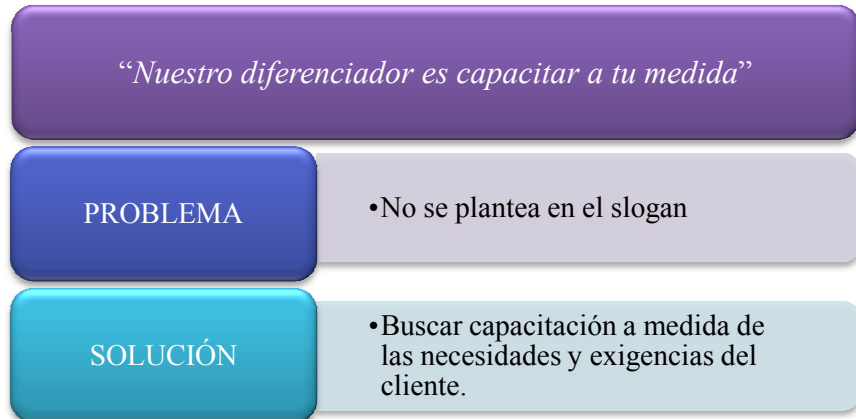 “Nuestro diferenciador es capacitar a tu medida”
PROBLEMA
•No se plantea en el slogan
SOLUCIÓN
•Buscar capacitación a medida de
las necesidades y exigencias del
cliente.